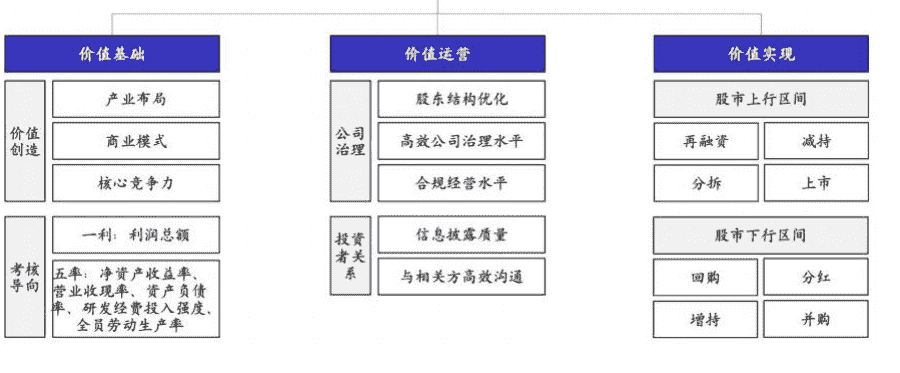 价值基础
价值
创造
产业布局
商业模式
核心竞争力
考核
导向
一利：利润总额
五率：净资产收益率、
营业收现率、资产负债
率、研发经费投入强度、
全员劳动生产率
价值运营
公司
治理
股东结构优化
高效公司治理水平
合规经营水平
投资
者关
系
信息披露质量
与相关方高效沟通
价值实现
股市上行区间
再融资
减持
分拆
上市
股市下行区间
回购
分红
增持
并购